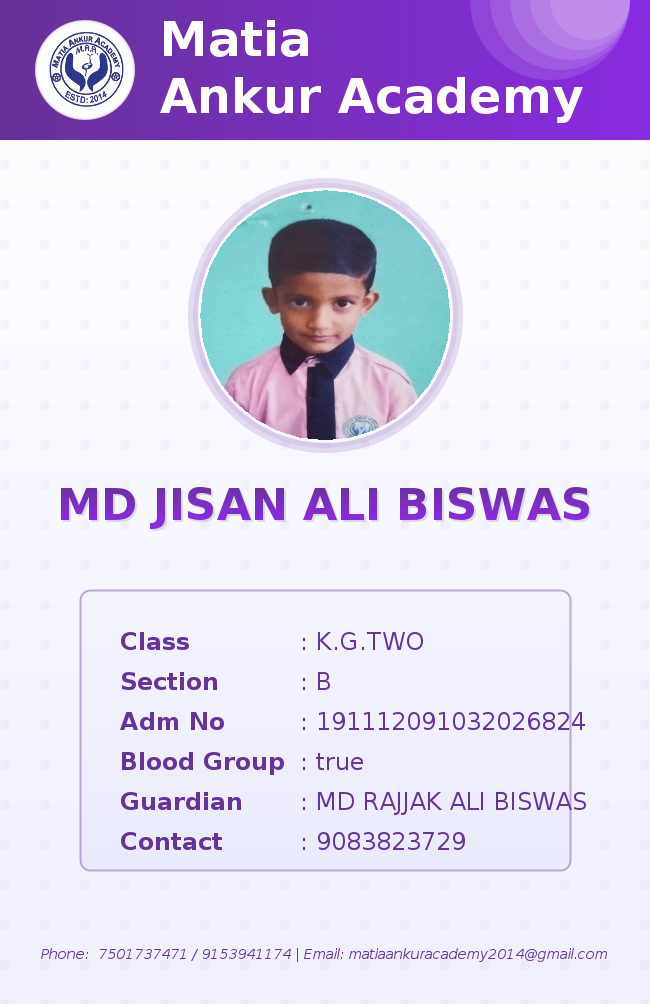 MATIA ANKUR ACADEMY
M.A.A
ESTD: 2014
Matia
Ankur Academy
MD JISAN ALI BISWAS
Class : K.G.TWO
Section : B
Adm No : 191112091032026824
Blood Group : true
Guardian : MD RAJJAK ALI BISWAS
Contact : 9083823729
Phone: 7501737471 / 9153941174 | Email: matiaankuracademy2014@gmail.com